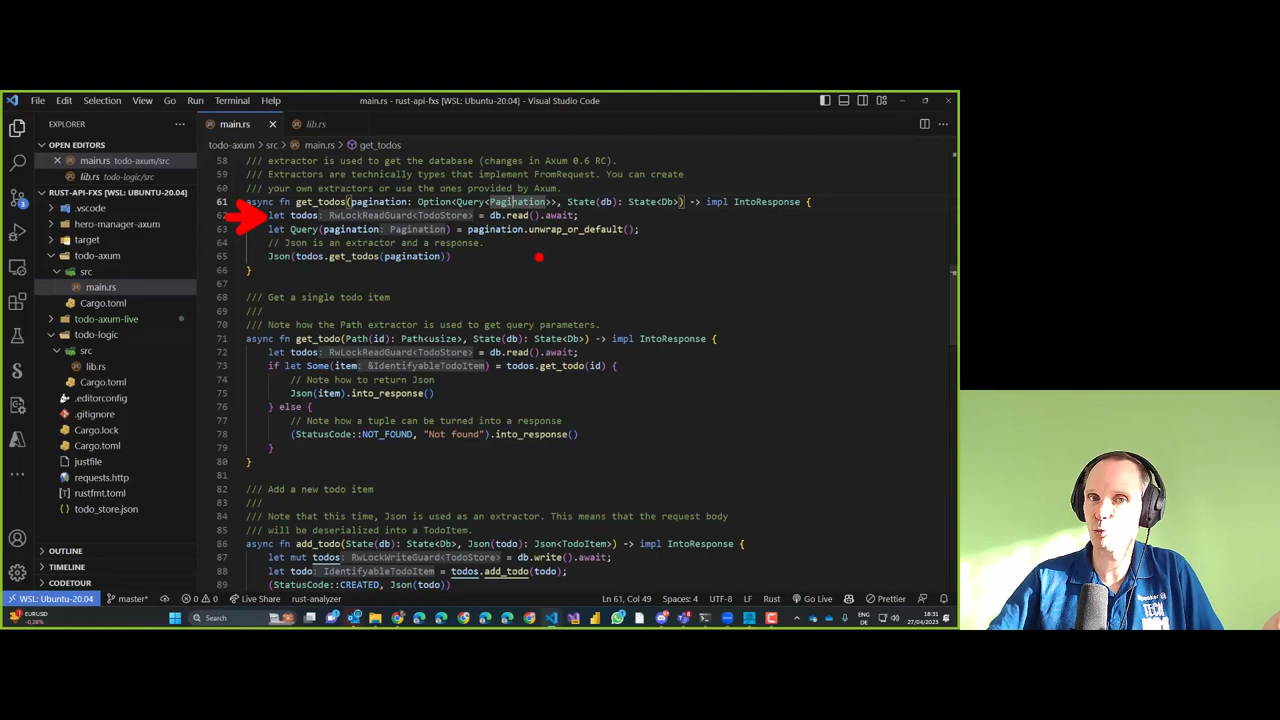 File Edit Selection View Go Run Terminal Help
main.rs - rust-api-fxs [WSL: Ubuntu-20.04] - Visual Studio Code
EXPLORER
OPEN EDITORS
main.rs todo-axum/src
lib.rs todo-logic/src
RUST-API-FXS [WSL: UBUNTU-20.04]
.vscode
hero-manager-axum
target
todo-axum
src
main.rs
Cargo.toml
todo-axum-live
todo-logic
src
lib.rs
Cargo.toml
.editorconfig
.gitignore
Cargo.lock
Cargo.toml
justfile
requests.http
rustfmt.toml
todo_store.json
OUTLINE
TIMELINE
CODETOUR
main.rs
lib.rs
todo-axum > src > main.rs > get_todos
58 /// extractor is used to get the database (changes in Axum 0.6 RC).
59 /// Extractors are technically types that implement FromRequest. You can create
60 /// your own extractors or use the ones provided by Axum.
61 async fn get_todos(pagination: Option<Query<Pagination>>, State(db): State<Db>) -> impl IntoResponse {
62 let todos: RwLockReadGuard<TodoStore> = db.read().await;
63 let Query(pagination: Pagination) = pagination.unwrap_or_default();
64 // Json is an extractor and a response.
65 Json(todos.get_todos(pagination))
66 }
67
68 /// Get a single todo item
69 ///
70 /// Note how the Path extractor is used to get query parameters.
71 async fn get_todo(Path(id): Path<usize>, State(db): State<Db>) -> impl IntoResponse {
72 let todos: RwLockReadGuard<TodoStore> = db.read().await;
73 if let Some(item: &IdentifyableTodoItem) = todos.get_todo(id) {
74 // Note how to return Json
75 Json(item).into_response()
76 } else {
77 // Note how a tuple can be turned into a response
78 (StatusCode::NOT_FOUND, "Not found").into_response()
79 }
80 }
81
82 /// Add a new todo item
83 ///
84 /// Note that this time, Json is used as an extractor. This means that the request body
85 /// will be deserialized into a TodoItem.
86 async fn add_todo(State(db): State<Db>, Json(todo): Json<TodoItem>) -> impl IntoResponse {
87 let mut todos: RwLockWriteGuard<TodoStore> = db.write().await;
88 let todo: IdentifyableTodoItem = todos.add_todo(todo);
89 (StatusCode::CREATED, Json(todo))
WSL: Ubuntu-20.04 master* 0 0 Live Share rust-analyzer Ln 61, Col 49 Spaces: 4 UTF-8 LF Rust Go Live Prettier
EURUSD
-0,26%
Search
ENG
DE
18:31
27/04/2023
TECH